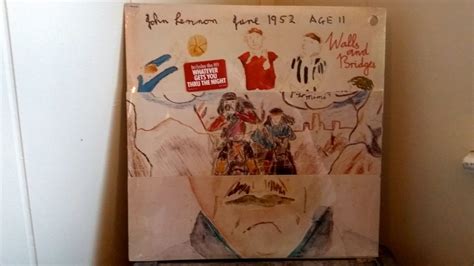 John Lennon June 1952 AGE 11
Walls
and
Bridges
WHATEVER
GETS YOU
THRU THE NIGHT